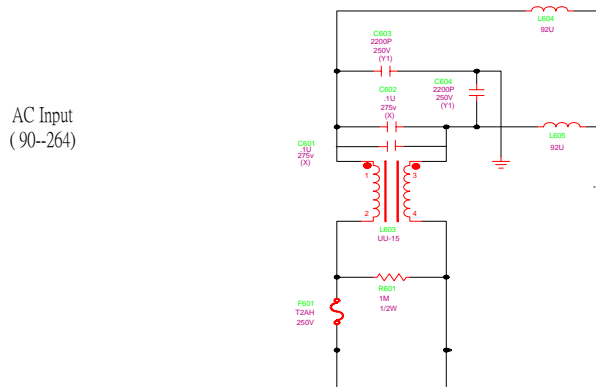 L604
92U
C603
2200P
250V
(Y1)
C604
2200P
250V
(Y1)
C602
.1U
275v
(X)
AC Input
( 90--264)
L605
92U
C601
.1U
275v
(X)
1
3
2
4
L603
UU-15
R601
1M
1/2W
F601
T2AH
250V